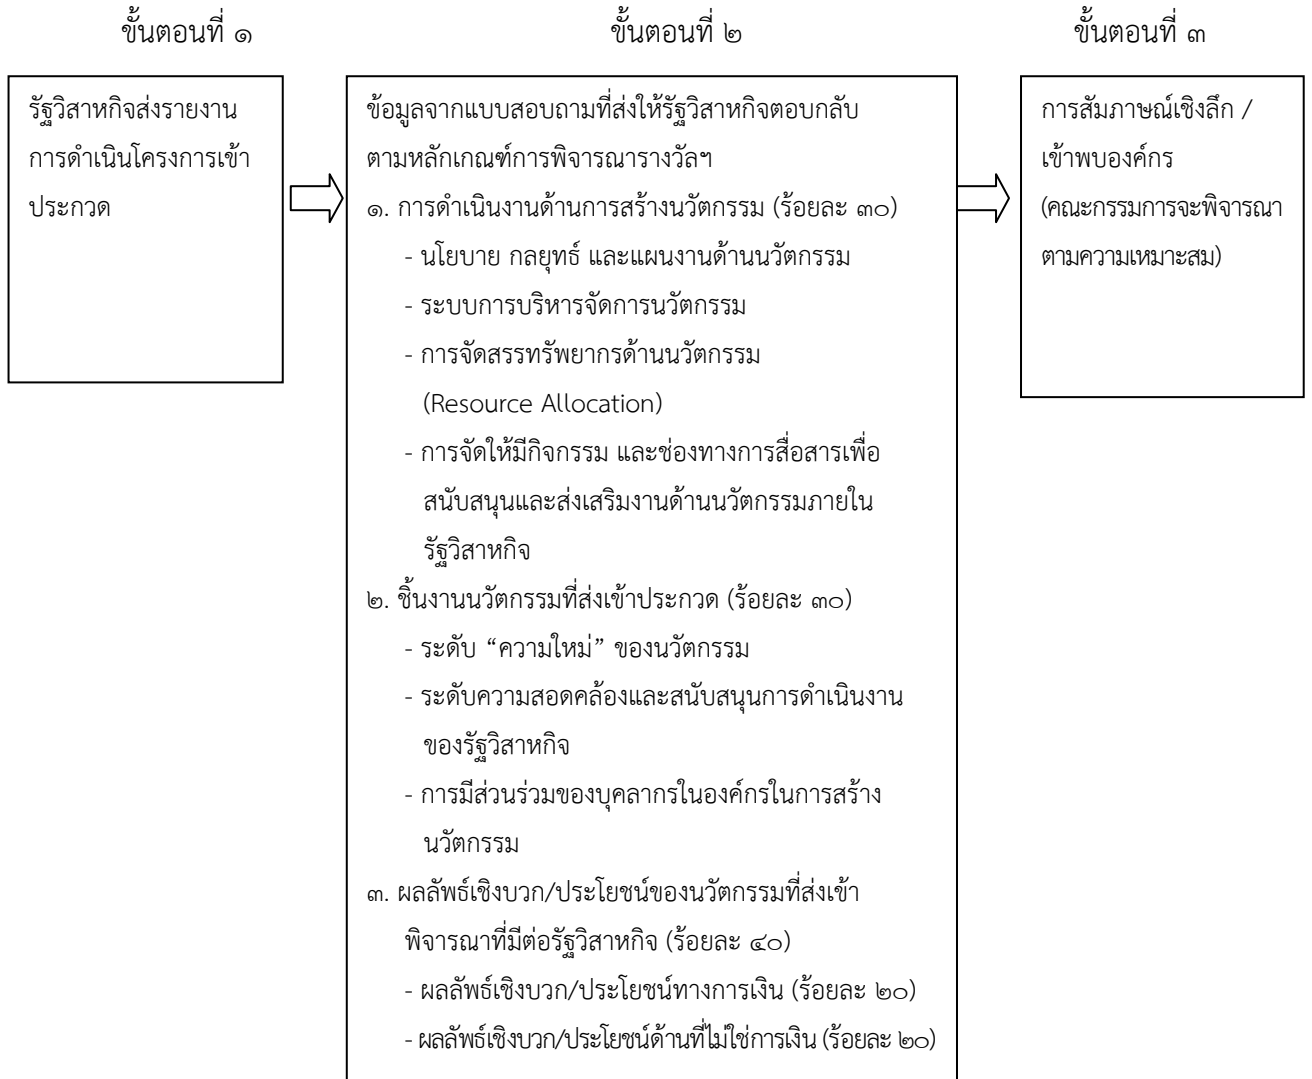 ขั้นตอนที่ ๑
รัฐวิสาหกิจส่งรายงาน
การดำเนินโครงการเข้า
ประกวด
ขั้นตอนที่ ๒
ข้อมูลจากแบบสอบถามที่ส่งให้รัฐวิสาหกิจตอบกลับ
ตามหลักเกณฑ์การพิจารณารางวัลฯ
๑. การดำเนินงานด้านการสร้างนวัตกรรม (ร้อยละ ๓๐)
- นโยบาย กลยุทธ์ และแผนงานด้านนวัตกรรม
- ระบบการบริหารจัดการนวัตกรรม
- การจัดสรรทรัพยากรด้านนวัตกรรม
(Resource Allocation)
- การจัดให้มีกิจกรรม และช่องทางการสื่อสารเพื่อ
สนับสนุนและส่งเสริมงานด้านนวัตกรรมภายใน
รัฐวิสาหกิจ
๒. ชิ้นงานนวัตกรรมที่ส่งเข้าประกวด (ร้อยละ ๓๐)
- ระดับ “ความใหม่” ของนวัตกรรม
- ระดับความสอดคล้องและสนับสนุนการดำเนินงาน
ของรัฐวิสาหกิจ
- การมีส่วนร่วมของบุคลากรในองค์กรในการสร้าง
นวัตกรรม
๓. ผลลัพธ์เชิงบวก/ประโยชน์ของนวัตกรรมที่ส่งเข้า
พิจารณาที่มีต่อรัฐวิสาหกิจ (ร้อยละ ๔๐)
- ผลลัพธ์เชิงบวก/ประโยชน์ทางการเงิน (ร้อยละ ๒๐)
- ผลลัพธ์เชิงบวก/ประโยชน์ด้านที่ไม่ใช่การเงิน (ร้อยละ ๒๐)
ขั้นตอนที่ ๓
การสัมภาษณ์เชิงลึก /
เข้าพบองค์กร
(คณะกรรมการจะพิจารณา
ตามความเหมาะสม)